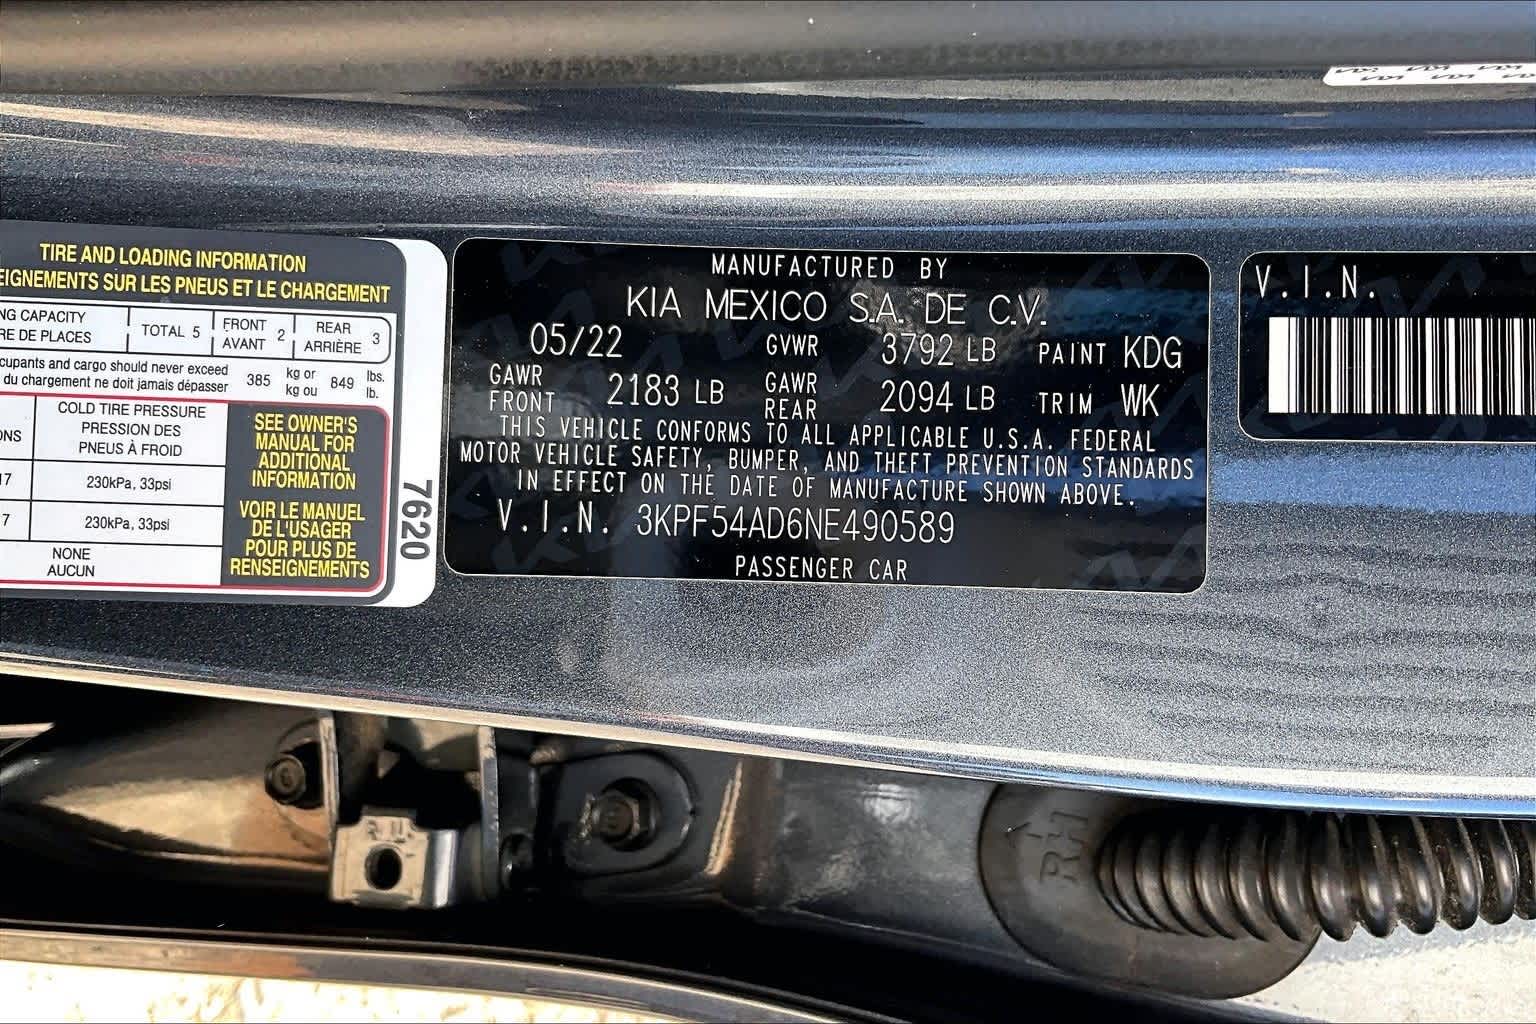 TIRE AND LOADING INFORMATION
EIGNEMENTS SUR LES PNEUS ET LE CHARGEMENT
NG CAPACITY
RE DE PLACES
TOTAL 5
FRONT
AVANT
2
REAR
ARRIÈRE
3
cupants and cargo should never exceed
du chargement ne doit jamais dépasser
385
kg or
kg ou
849
lbs.
lb.
ONS
COLD TIRE PRESSURE
PRESSION DES
PNEUS À FROID
17
230kPa, 33psi
7
230kPa, 33psi
NONE
AUCUN
SEE OWNER'S
MANUAL FOR
ADDITIONAL
INFORMATION
VOIR LE MANUEL
DE L'USAGER
POUR PLUS DE
RENSEIGNEMENTS
7620
MANUFACTURED BY
KIA MEXICO S.A. DE C.V.
05/22 GVWR 3792 LB PAINT KDG
GAWR FRONT 2183 LB GAWR REAR 2094 LB TRIM WK
THIS VEHICLE CONFORMS TO ALL APPLICABLE U.S.A. FEDERAL
MOTOR VEHICLE SAFETY, BUMPER, AND THEFT PREVENTION STANDARDS
IN EFFECT ON THE DATE OF MANUFACTURE SHOWN ABOVE.
V.I.N. 3KPF54AD6NE490589
PASSENGER CAR
V.I.N.
RH